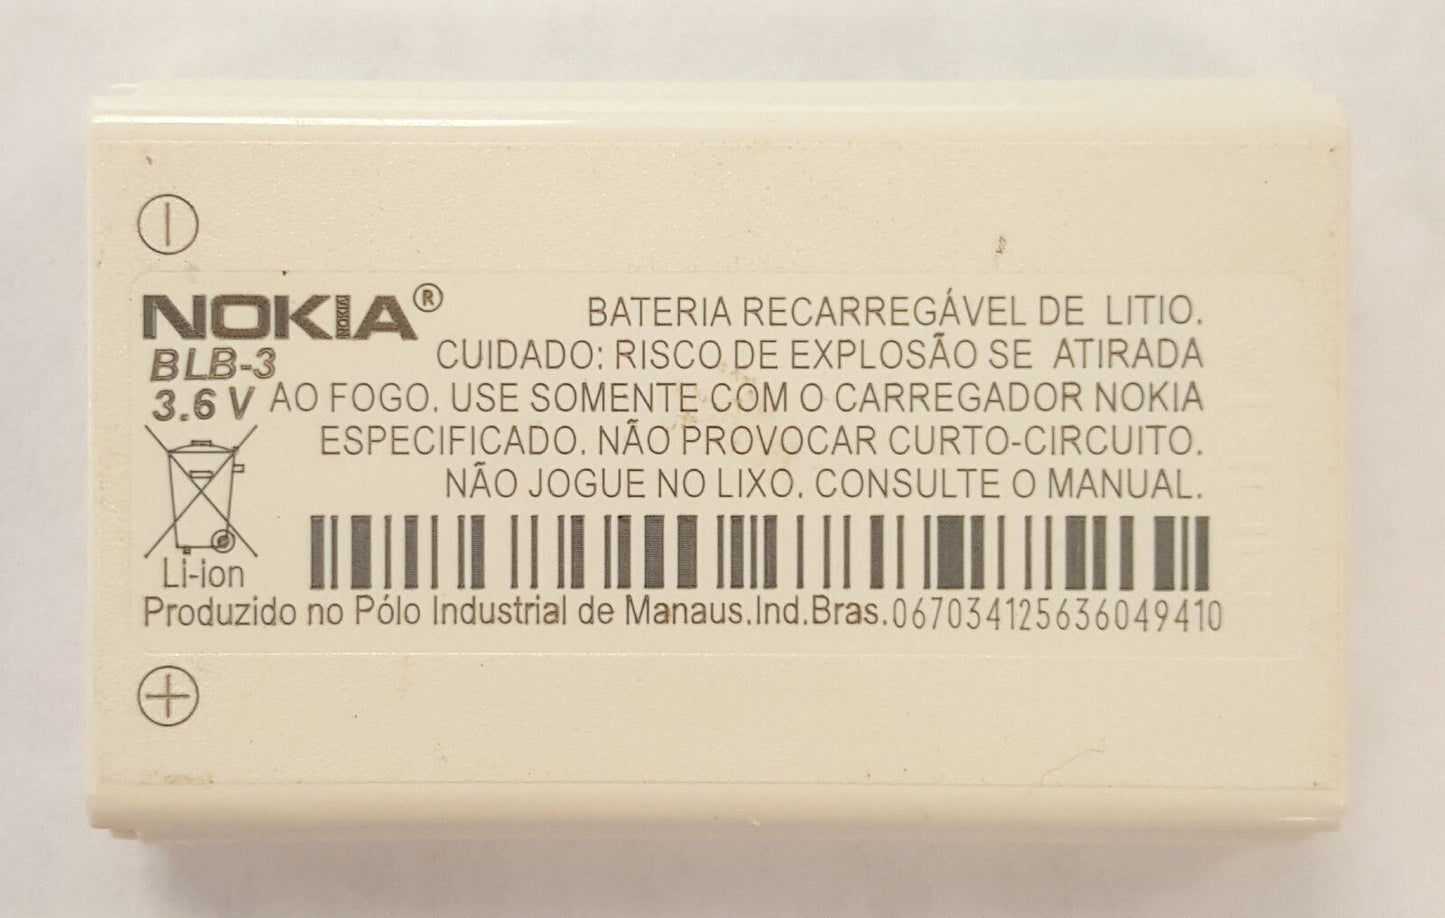 NOKIA®
BLB-3
3.6 V
BATERIA RECARREGÁVEL DE LITIO.
CUIDADO: RISCO DE EXPLOSÃO SE ATIRADA
AO FOGO. USE SOMENTE COM O CARREGADOR NOKIA
ESPECIFICADO. NÃO PROVOCAR CURTO-CIRCUITO.
NÃO JOGUE NO LIXO. CONSULTE O MANUAL.
Li-ion
Produzido no Pólo Industrial de Manaus.Ind.Bras.067034125636049410